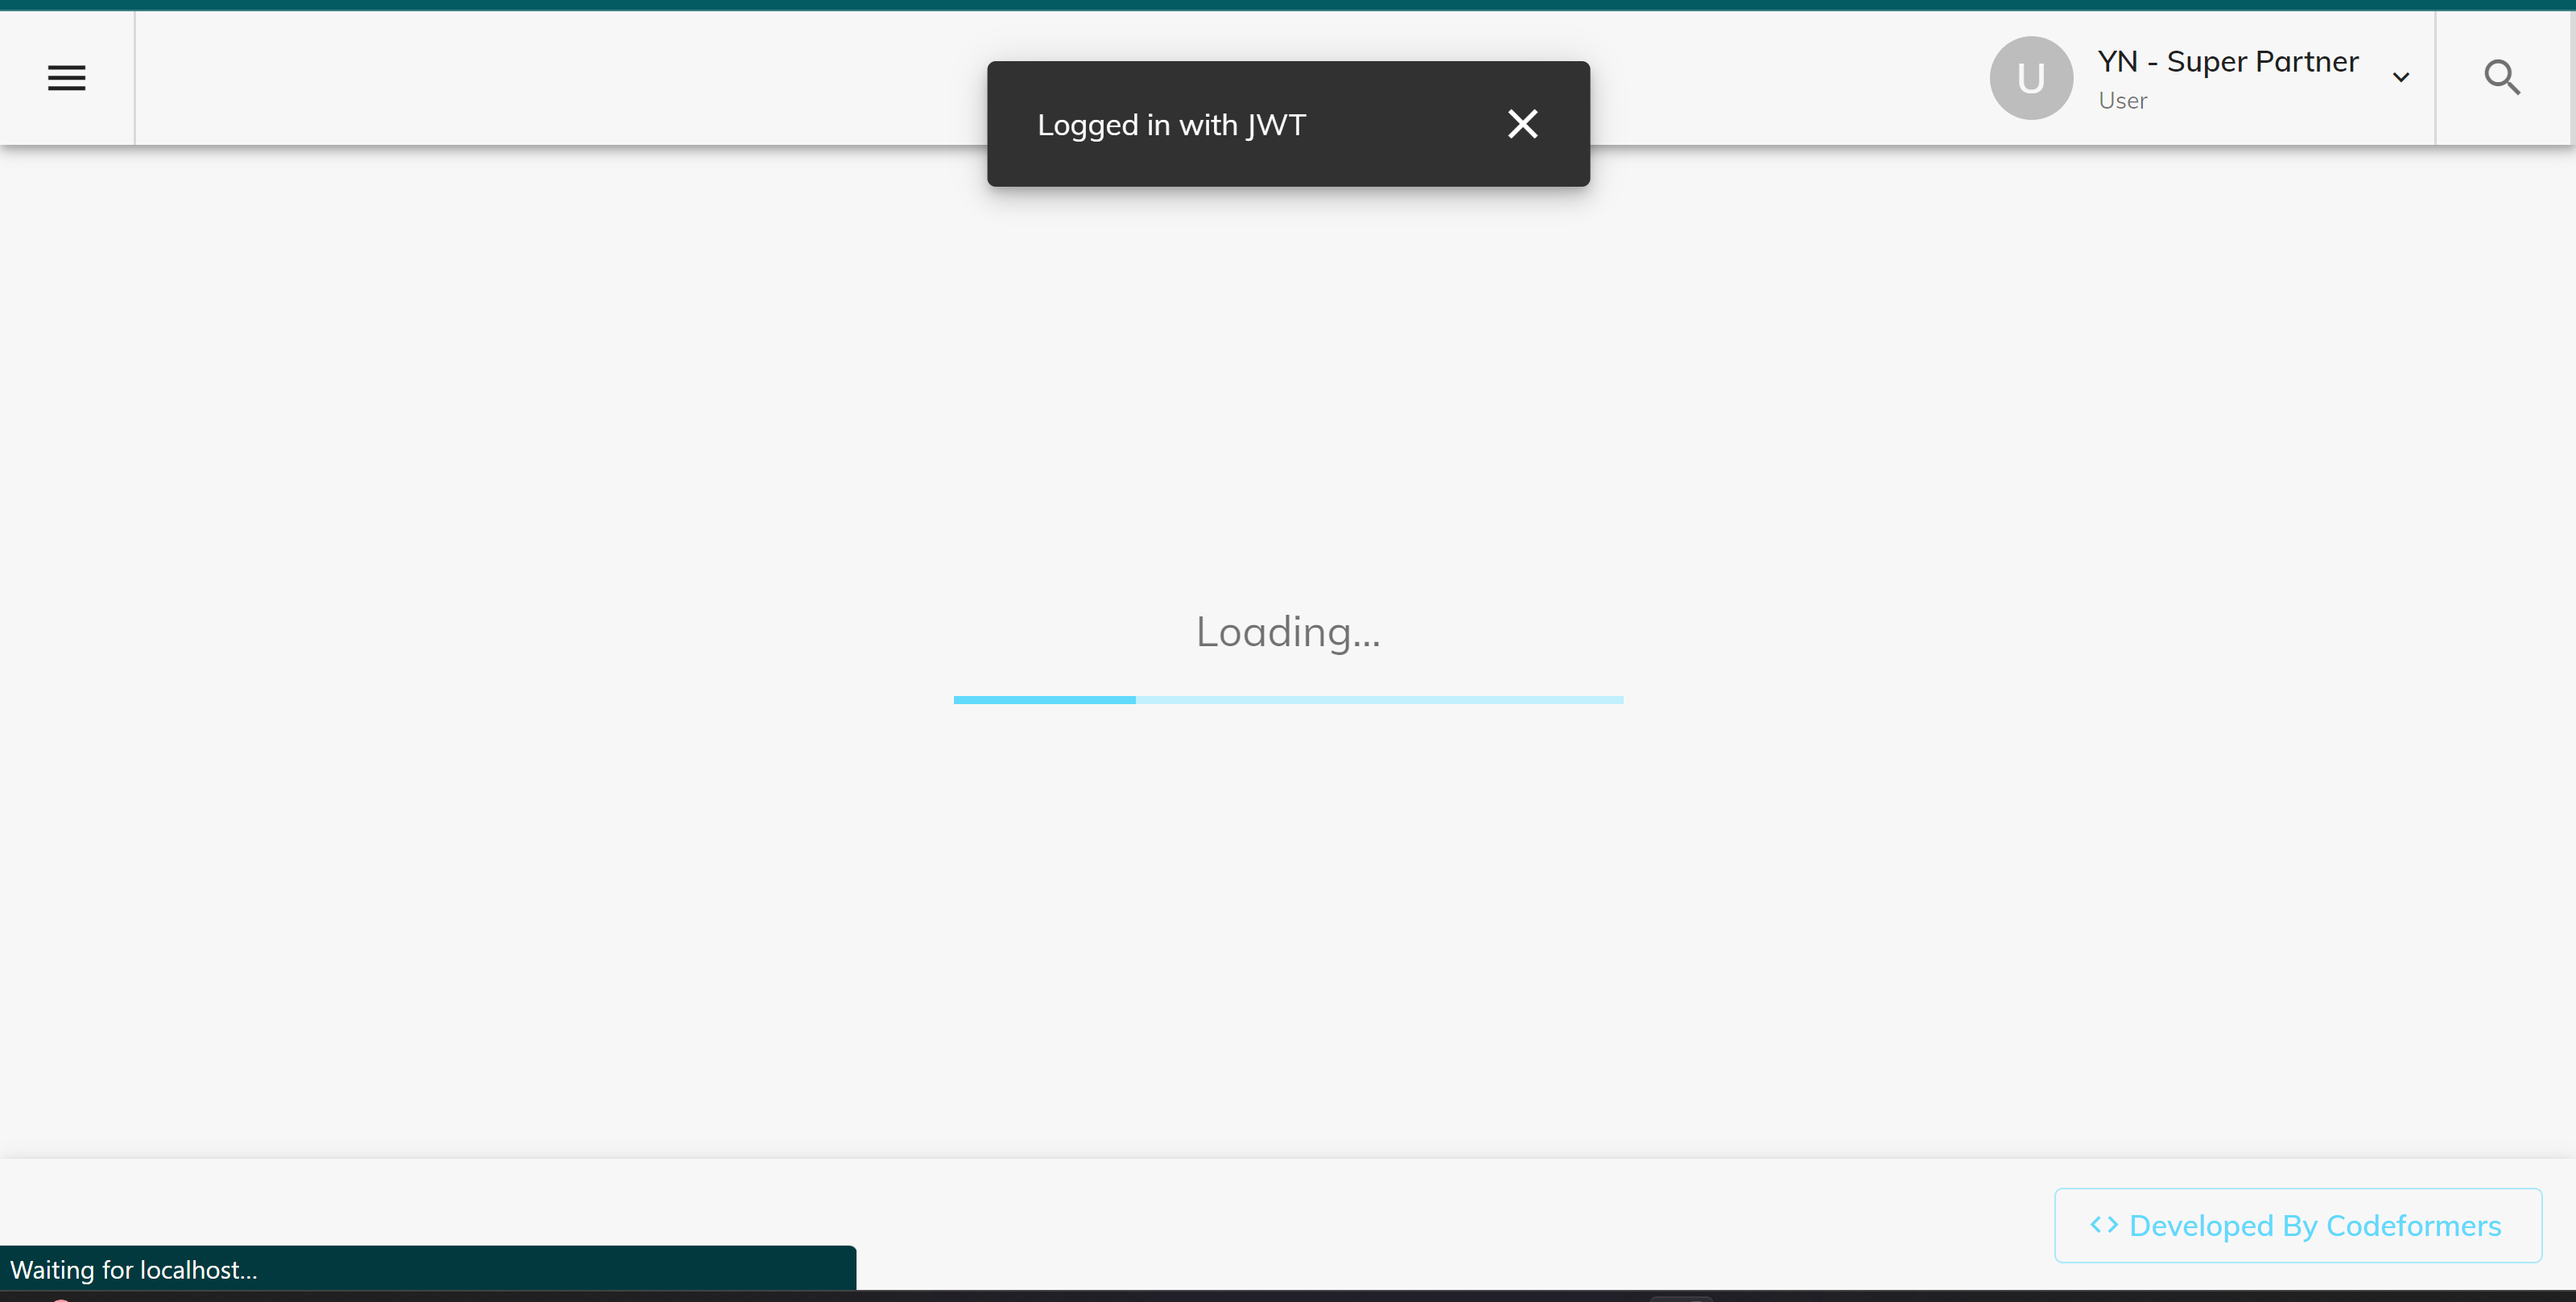 Logged in with JWT
U
YN - Super Partner
User
Loading...
<> Developed By Codeformers
Waiting for localhost...